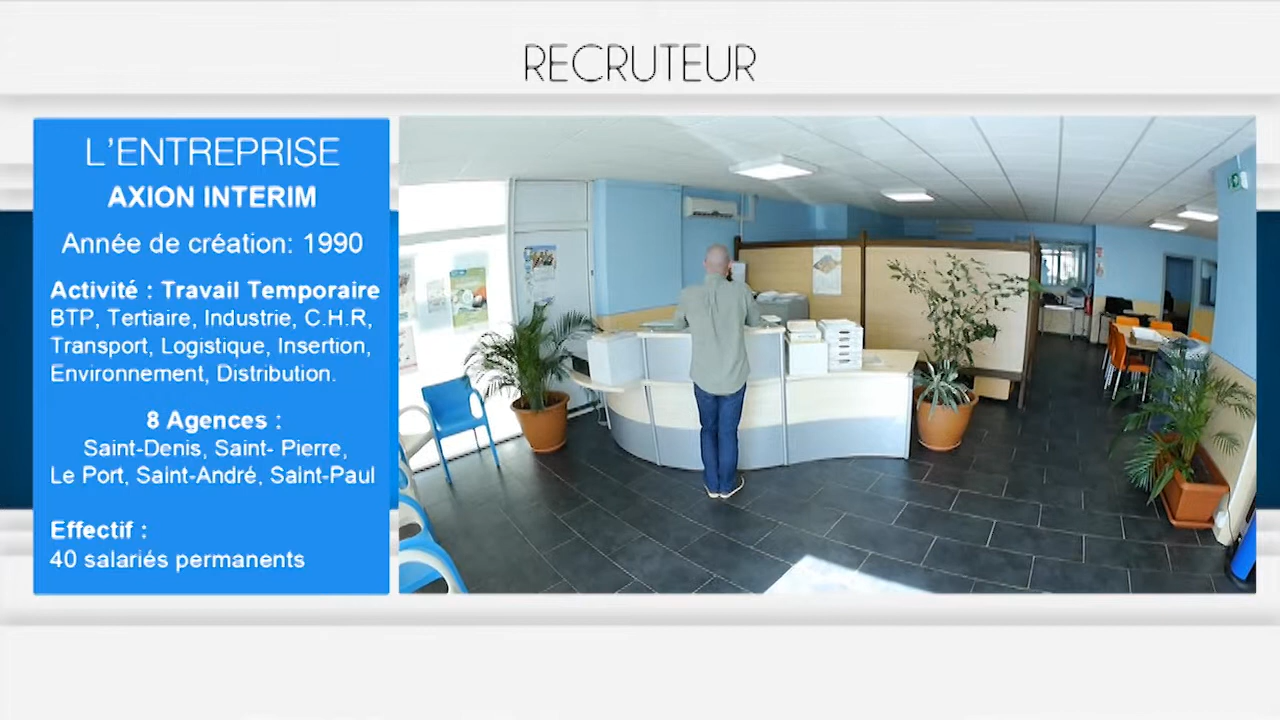 RECRUTEUR
L'ENTREPRISE
AXION INTERIM
Année de création: 1990
Activité : Travail Temporaire
BTP, Tertiaire, Industrie, C.H.R,
Transport, Logistique, Insertion,
Environnement, Distribution.
8 Agences :
Saint-Denis, Saint- Pierre,
Le Port, Saint-André, Saint-Paul
Effectif :
40 salariés permanents